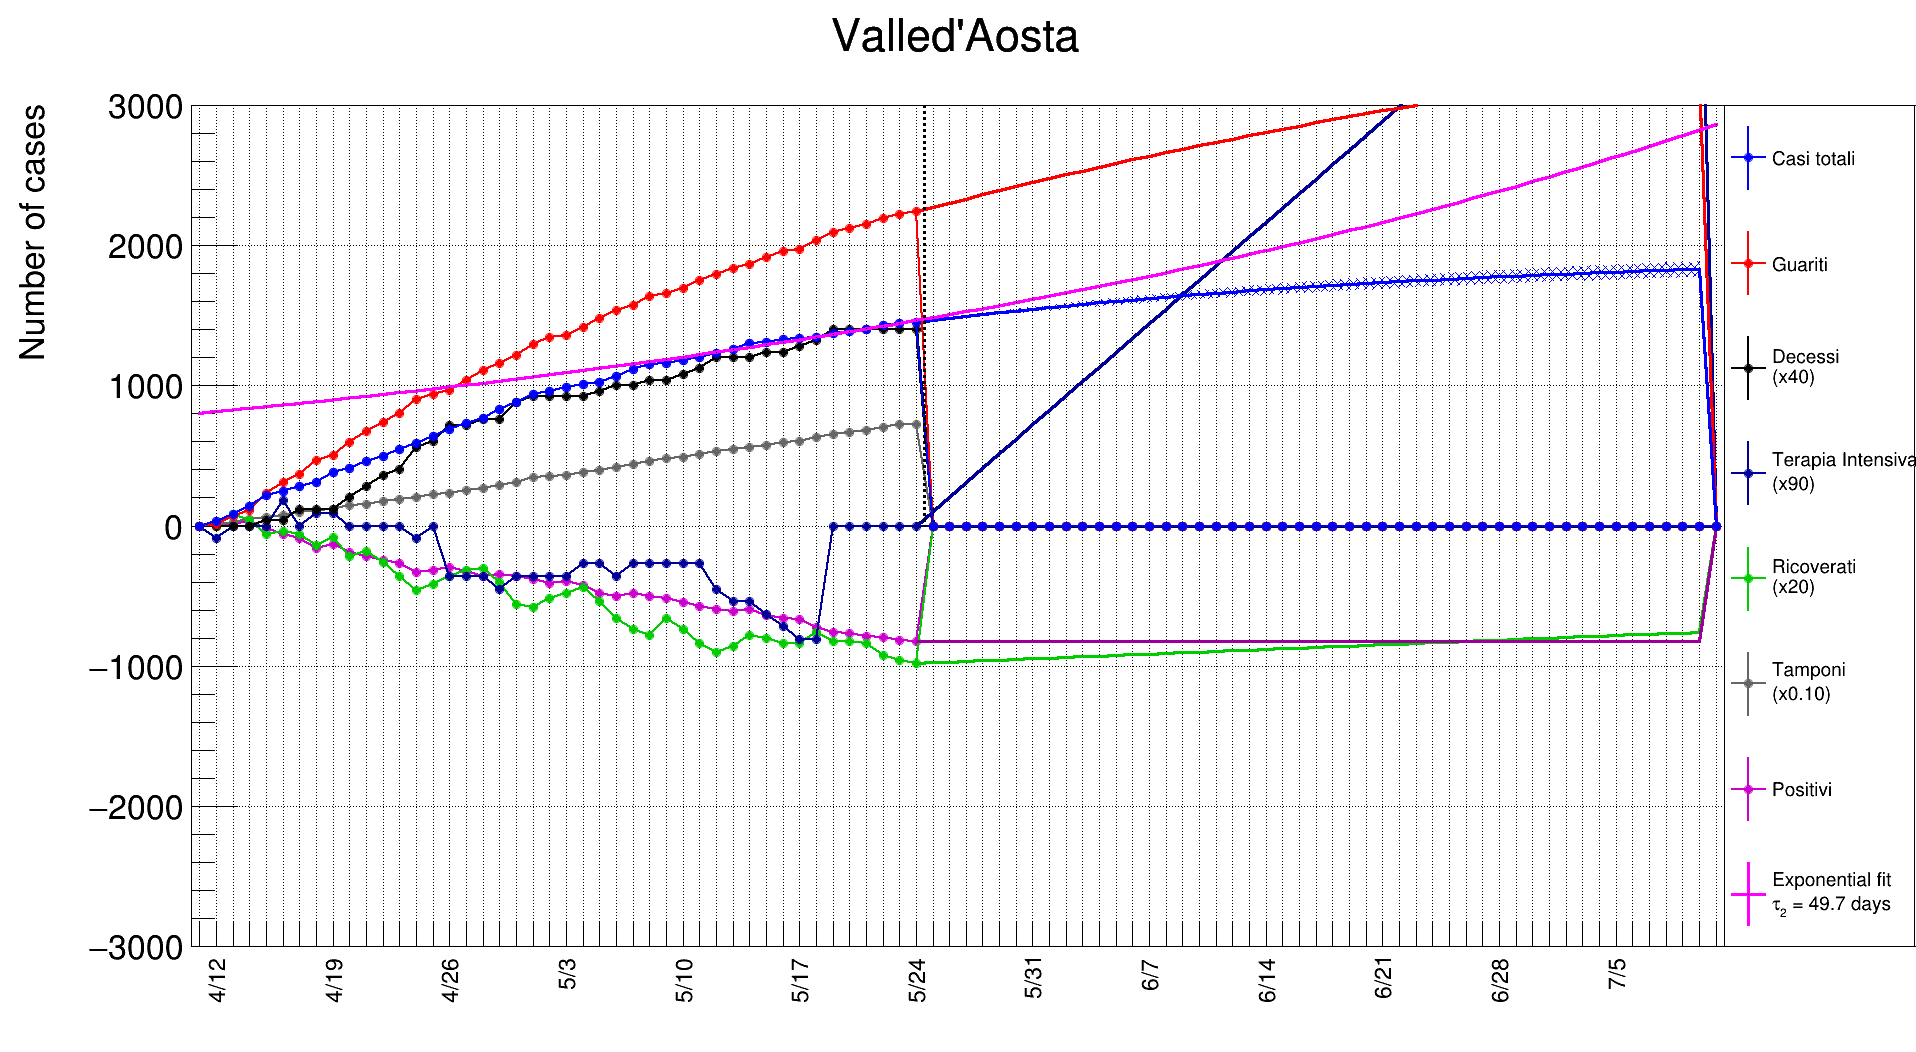 Valled'Aosta
Number of cases
3000
2000
1000
0
−1000
−2000
−3000
4/12
4/19
4/26
5/3
5/10
5/17
5/24
5/31
6/7
6/14
6/21
6/28
7/5
Casi totali
Guariti
Decessi
(x40)
Terapia Intensiva
(x90)
Ricoverati
(x20)
Tamponi
(x0.10)
Positivi
Exponential fit
τ2 = 49.7 days